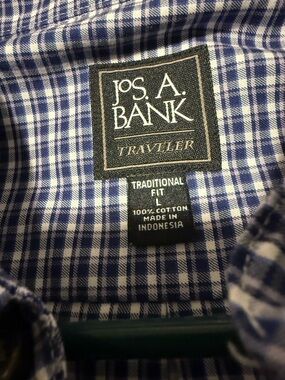 JOS. A.
BANK
TRAVELER
TRADITIONAL
FIT
L
100% COTTON
MADE IN
INDONESIA